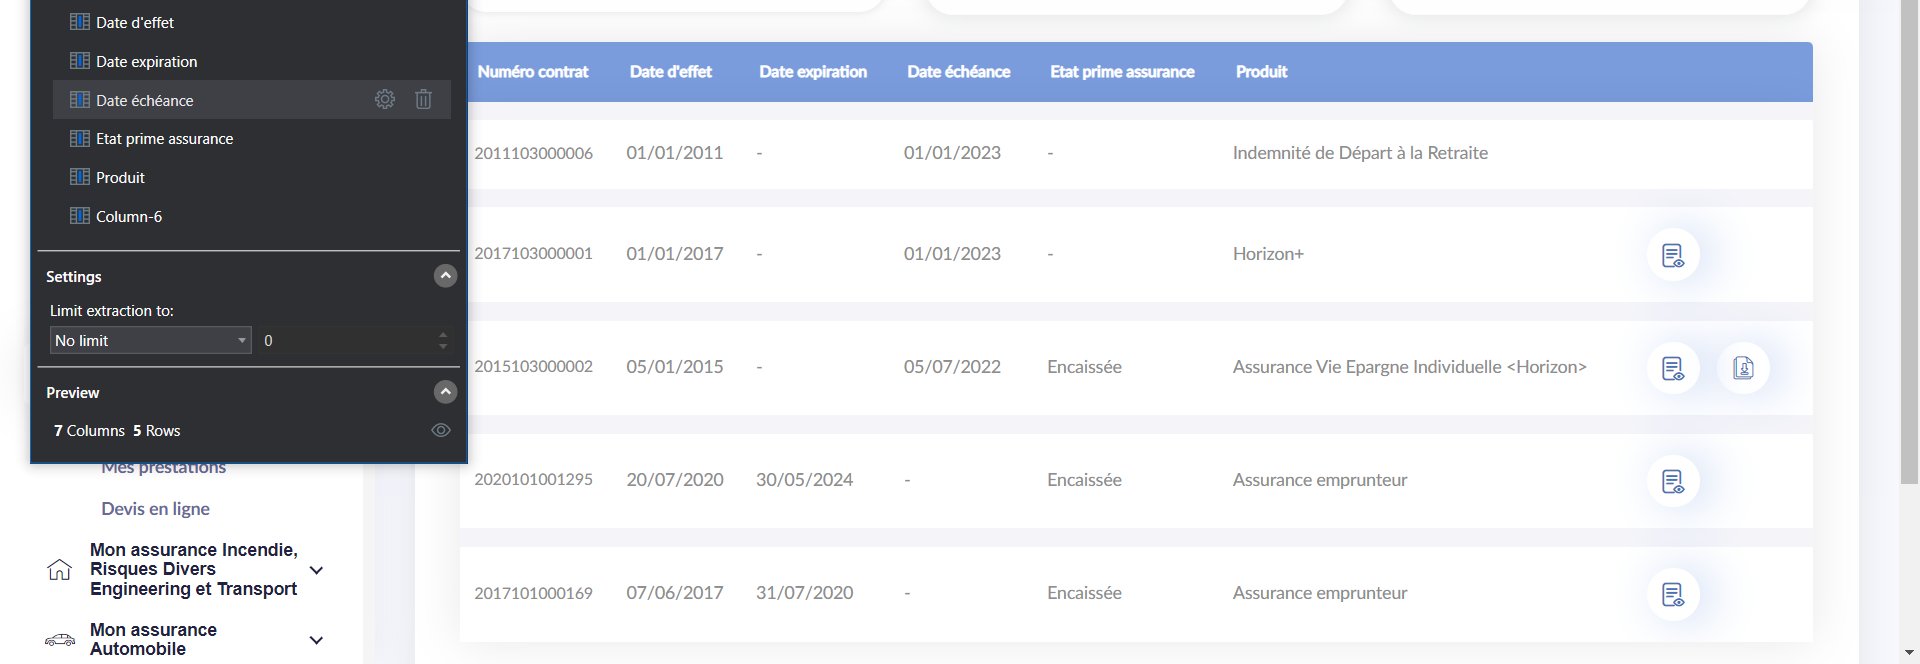 Date d'effet
Date expiration
Date échéance
Etat prime assurance
Produit
Column-6
Settings
Limit extraction to:
No limit 0
Preview
7 Columns 5 Rows
Mes prestations
Devis en ligne
Mon assurance Incendie,
Risques Divers
Engineering et Transport
Mon assurance
Automobile
Numéro contrat Date d'effet Date expiration Date échéance Etat prime assurance Produit
2011103000006 01/01/2011 - 01/01/2023 - Indemnité de Départ à la Retraite
2017103000001 01/01/2017 - 01/01/2023 - Horizon+
2015103000002 05/01/2015 - 05/07/2022 Encaissée Assurance Vie Epargne Individuelle <Horizon>
2020101001295 20/07/2020 30/05/2024 - Encaissée Assurance emprunteur
2017101000169 07/06/2017 31/07/2020 - Encaissée Assurance emprunteur